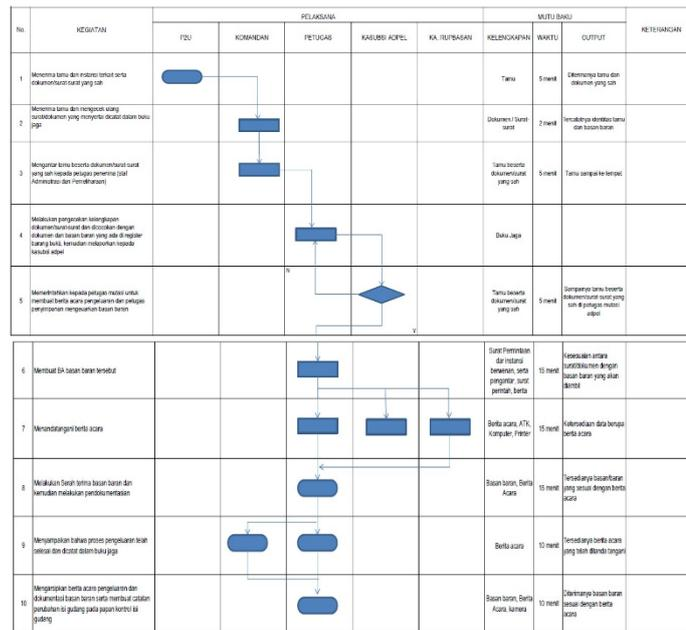 No.
KEGIATAN
PELAKSANA
MUTU BAKU
KETERANGAN
P2U
KOMANDAN
PETUGAS
KASUBSI ADPEL
KA. RUPBASAN
KELENGKAPAN
WAKTU
OUTPUT
1
Menerima tamu dari instansi terkait serta
dokumen/surat-surat yang sah
Tamu
5 menit
Diterimanya tamu dan
dokumen yang sah
2
Menerima tamu dan mengecek ulang
surat/dokumen yang menyerta dicatat dalam buku
jaga
Dokumen / Surat-
surat
2 menit
Tercatatnya identitas tamu
dan basan baran
3
Mengantar tamu beserta dokumen/surat-surat
yang sah kepada petugas penerima (staf
Administrasi dan Pemeliharaan)
Tamu beserta
dokumen/surat
yang sah
5 menit
Tamu sampai ke tempat
4
Melakukan pengecekan kelengkapan
dokumen/surat-surat dan dicocokan dengan
dokumen dan basan baran yang ada di register
barang bukti, kemudian melaporkan kepada
kasubsi adpel
Buku Jaga
5
Memerintahkan kepada petugas mutasi untuk
membuat berita acara pengeluaran dan petugas
penyimpanan mengeluarkan basan baran
N
Y
Tamu beserta
dokumen/surat
yang sah
5 menit
Sampainya tamu beserta
dokumen/surat-surat yang
sah di petugas mutasi
adpel
6
Membuat BA basan baran tersebut
Surat Permintaan
dari instansi
berwenan, serta
pengantar, surat
perintah, berita
15 menit
Kesesuaian antara
surat/dokumen dengan
basan baran yang akan
diambil
7
Menandatangani berita acara
Berita acara, ATK,
Komputer, Printer
15 menit
Ketersediaan data berupa
berita acara
8
Melakukan Serah terima basan baran dan
kemudian melakukan pendokumentasian
Basan baran, Berita
Acara
15 menit
Tersedianya basan/baran
yang sesuai dengan berita
acara
9
Menyampaikan bahwa proses pengeluaran telah
selesai dan dicatat dalam buku jaga
Berita acara
10 menit
Tersedianya berita acara
yang telah ditanda tangani
10
Mengarsipkan berita acara pengeluaran dan
dokumentasi basan baran serta membuat catatan
perubahan isi gudang pada papan kontrol isi
gudang
Basan baran, Berita
Acara, kamera
10 menit
Diterimanya basan baran
sesuai dengan berita
acara